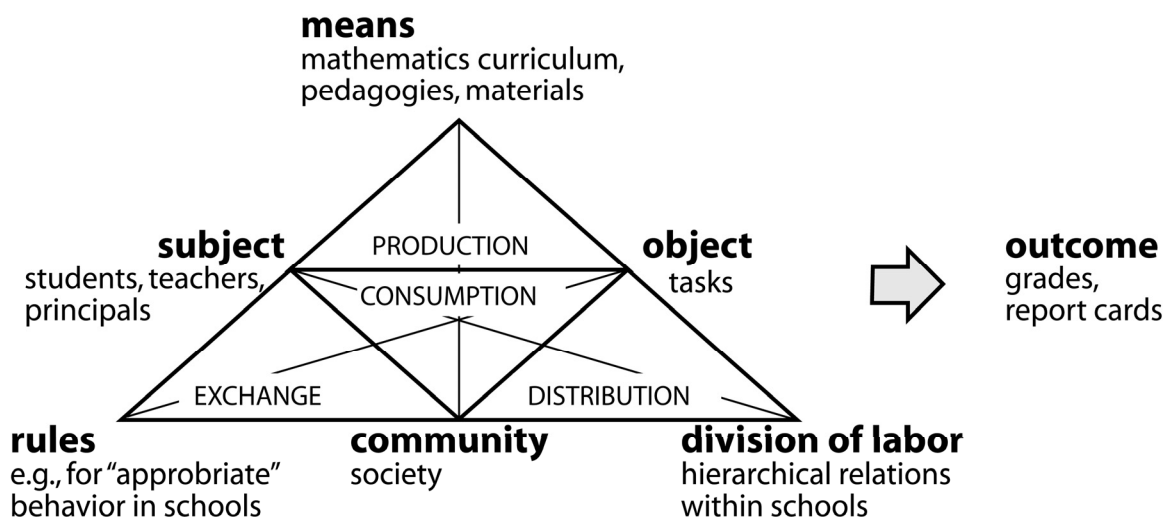 means
mathematics curriculum,
pedagogies, materials
subject
students, teachers,
principals
PRODUCTION
CONSUMPTION
object
tasks
outcome
grades,
report cards
EXCHANGE
DISTRIBUTION
rules
e.g., for "approbriate"
behavior in schools
community
society
division of labor
hierarchical relations
within schools